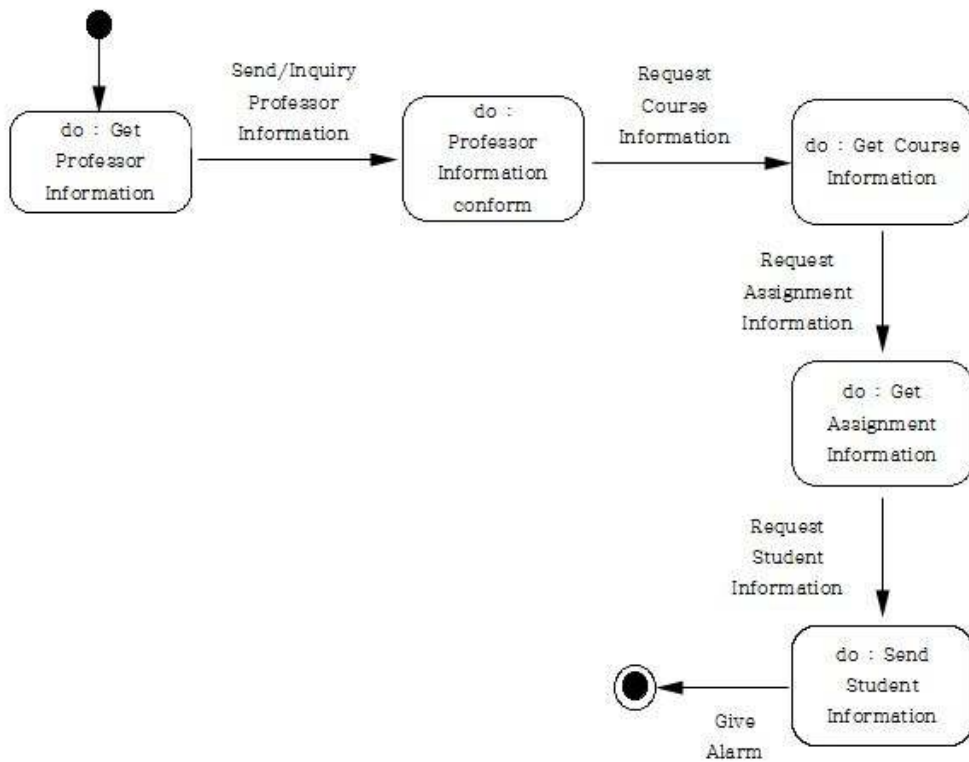 do : Get
Professor
Information
Send/Inquiry
Professor
Information
do :
Professor
Information
conform
Request
Course
Information
do : Get Course
Information
Request
Assignment
Information
do : Get
Assignment
Information
Request
Student
Information
do : Send
Student
Information
Give
Alarm